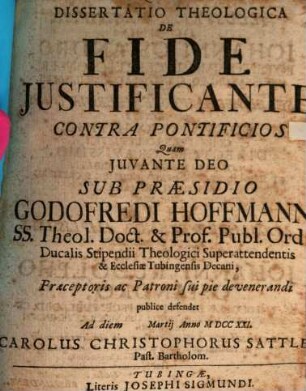 DISSERTATIO THEOLOGICA
DE
FIDE
JUSTIFICANTE
CONTRA PONTIFICIOS
Quam
JUVANTE DEO
SUB PRÆSIDIO
GODOFREDI HOFFMANN
SS. Theol. Doct. & Prof. Publ. Ord
Ducalis Stipendii Theologici Superattendentis
& Ecclesiæ Tubingensis Decani,
Præceptoris ac Patroni sui pie devenerandi
publice defendet
Ad diem Martij Anno MDCCXXI.
CAROLUS CHRISTOPHORUS SATTLE
Past. Bartholom.
TUBINGÆ,
Literis JOSEPHI SIGMUNDI.